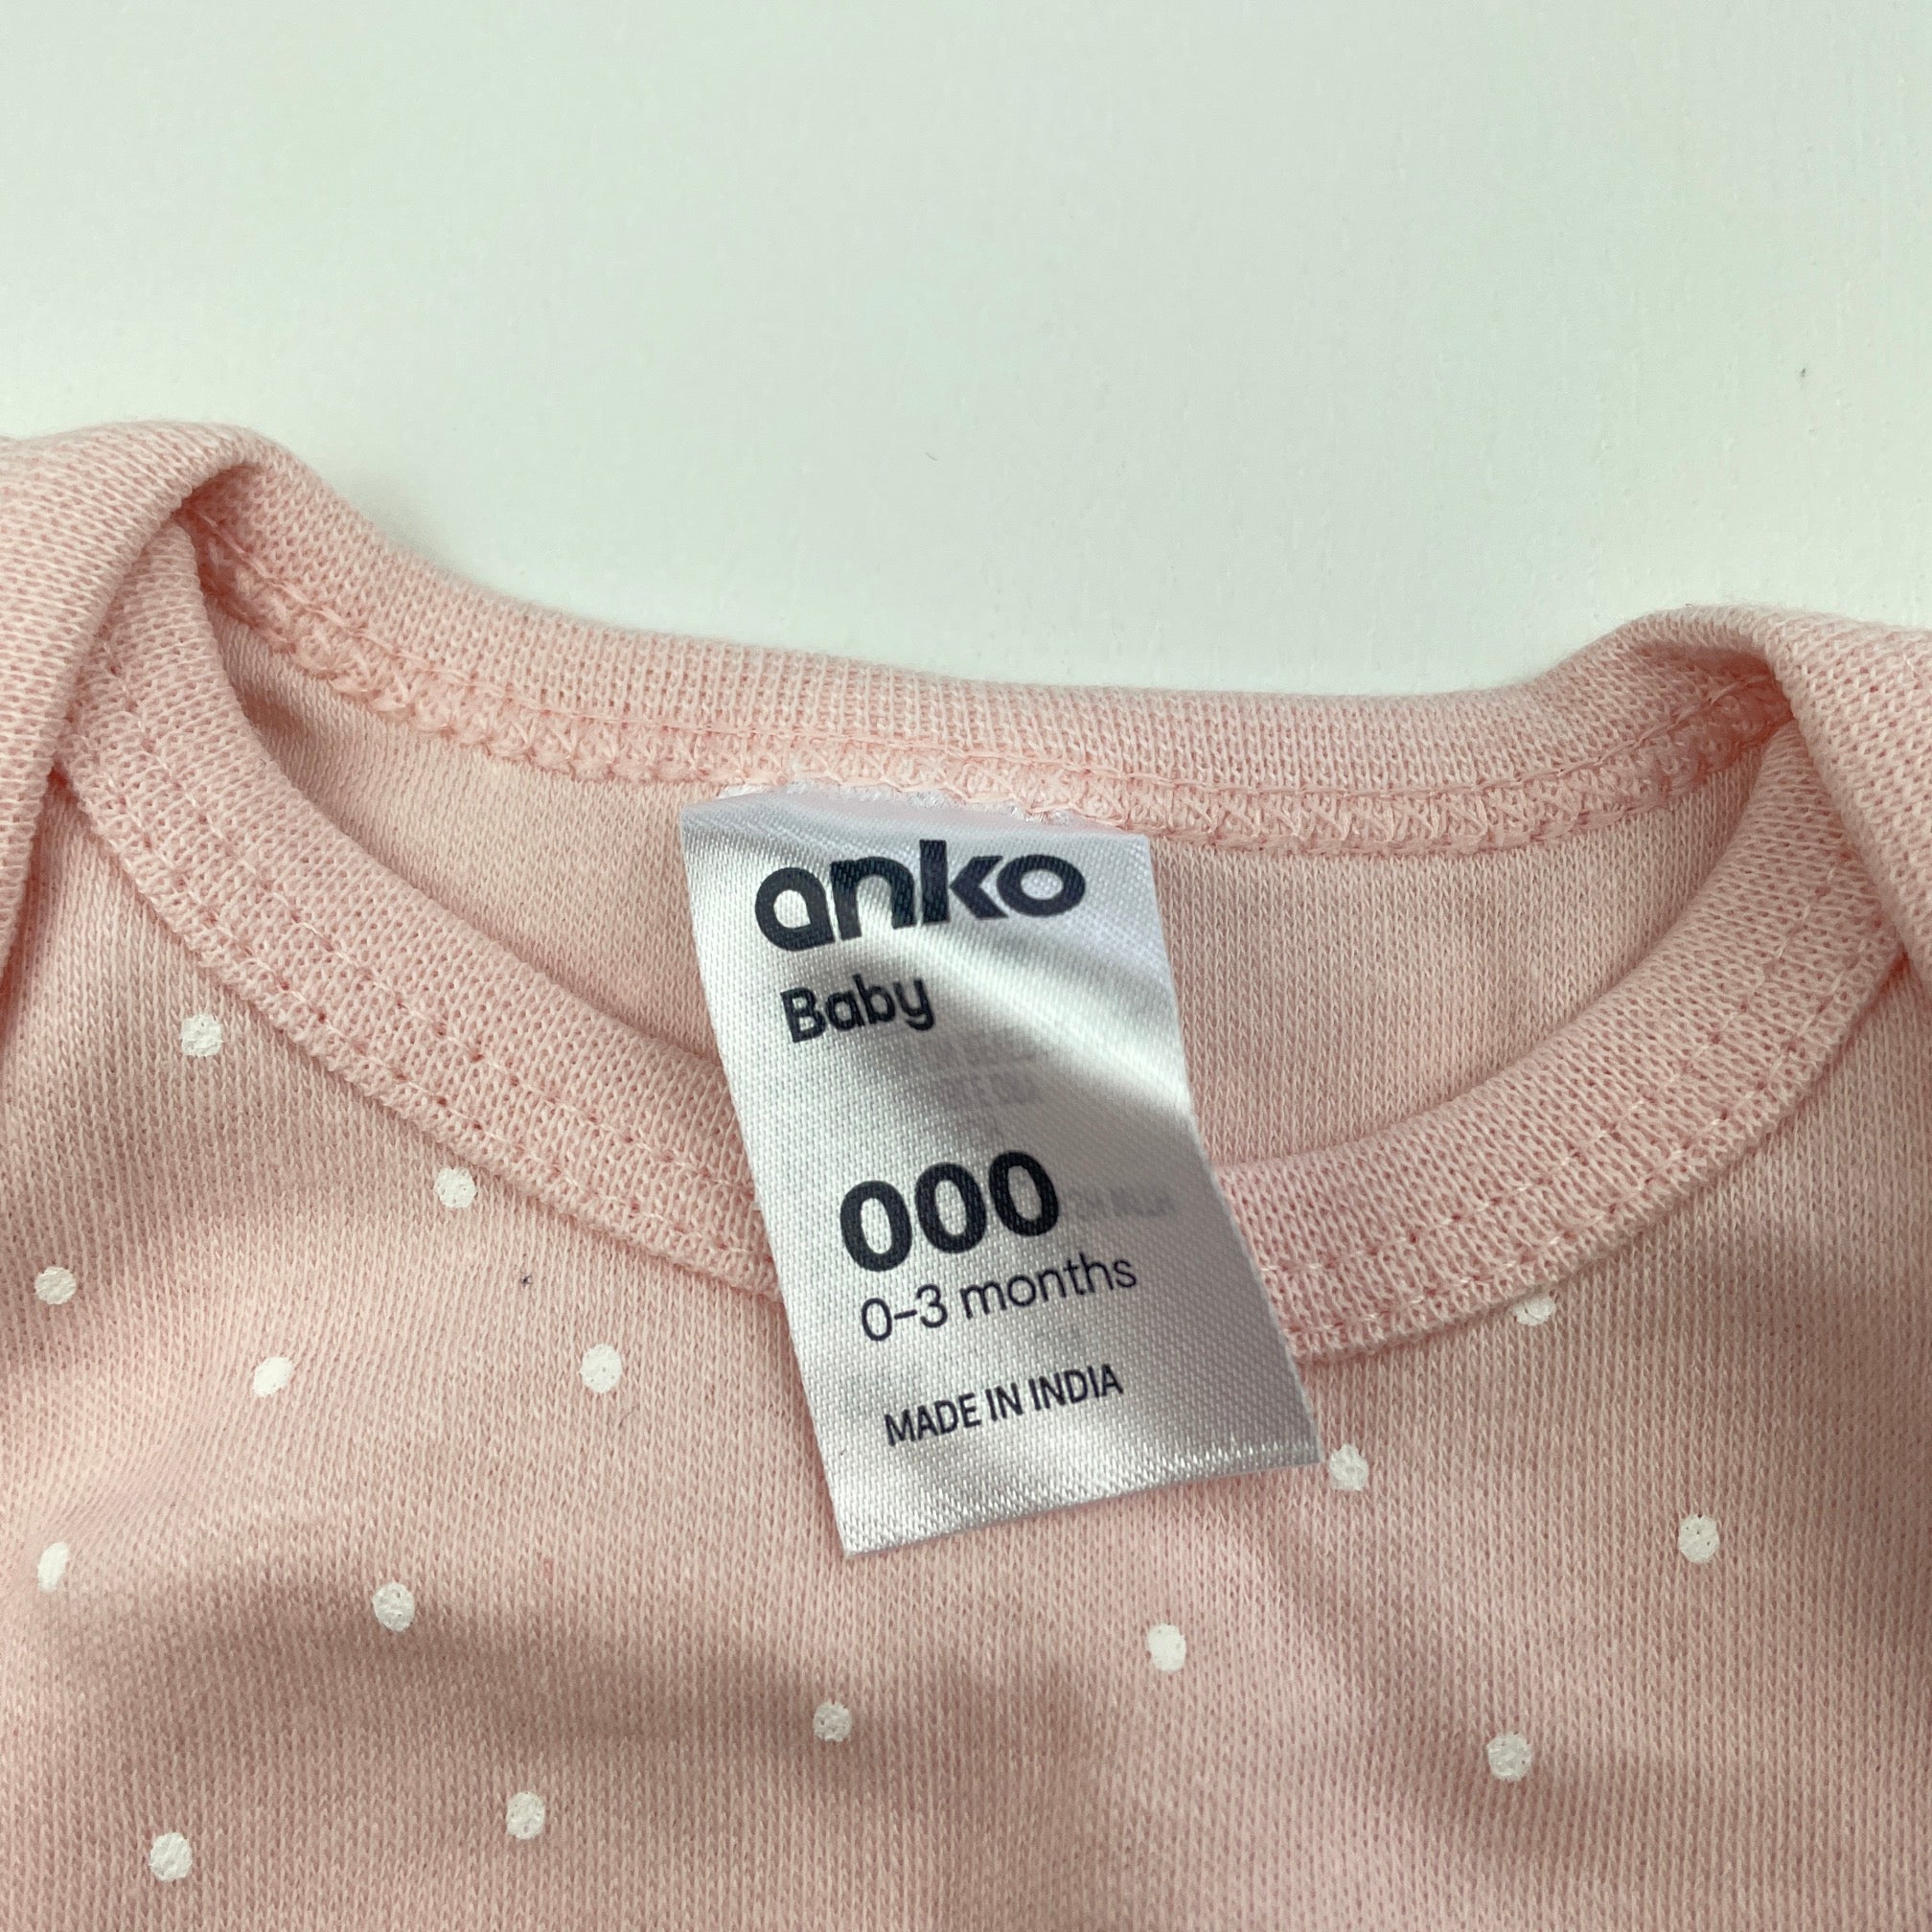 anko
Baby
000
0-3 months
MADE IN INDIA